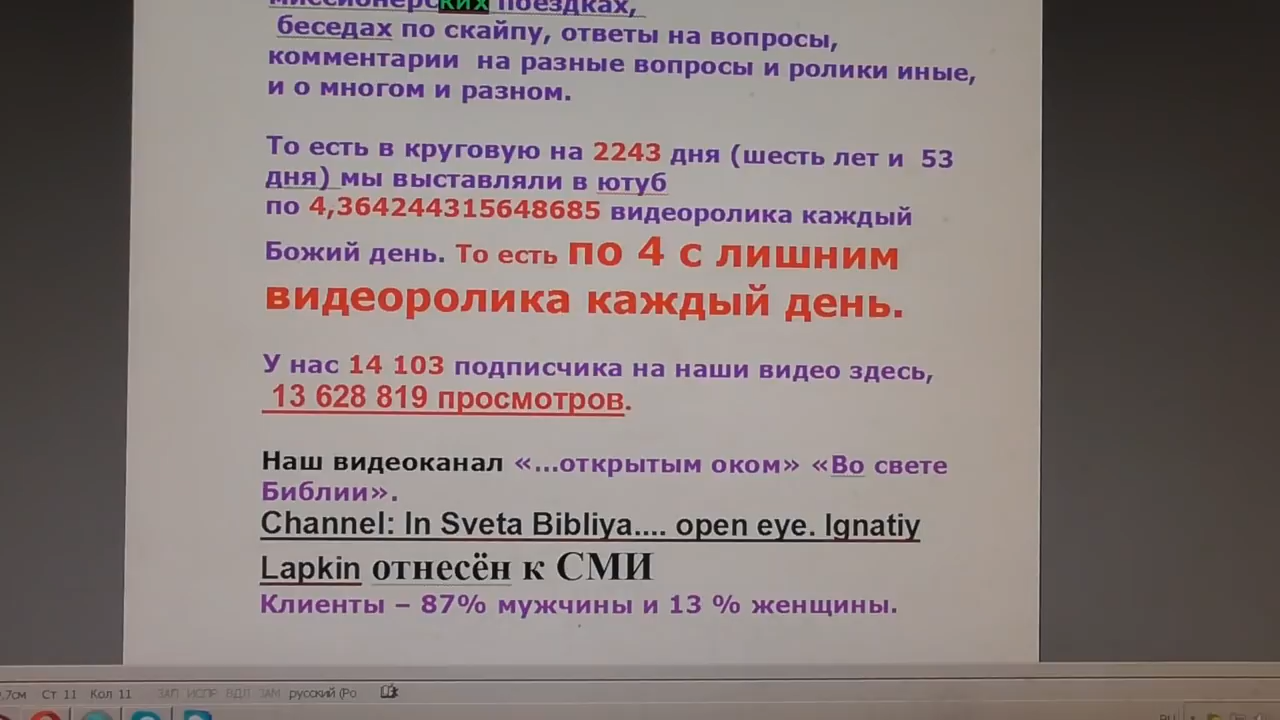 миссионерских поездках,
беседах по скайпу, ответы на вопросы,
комментарии на разные вопросы и ролики иные,
и о многом и разном.
То есть в круговую на 2243 дня (шесть лет и 53
дня) мы выставляли в ютуб
по 4,364244315648685 видеоролика каждый
Божий день. То есть по 4 с лишним
видеоролика каждый день.
У нас 14 103 подписчика на наши видео здесь,
13 628 819 просмотров.
Наш видеоканал «...открытым оком» «Во свете
Библии».
Channel: In Sveta Bibliya.... open eye. Ignatiy
Lapkin отнесён к СМИ
Клиенты – 87% мужчины и 13 % женщины.
Ст 11 Кол 11 ЗАП ИСПР ВДЛ ЗАМ русский (Ро
RU